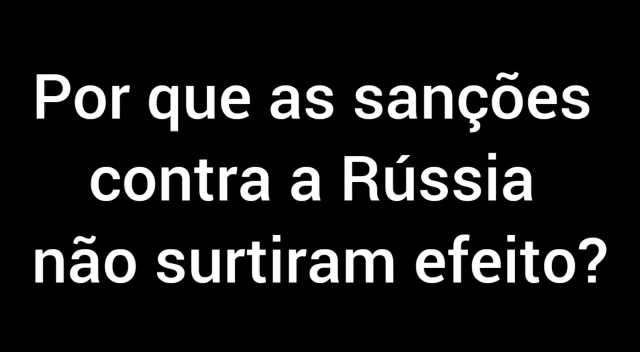 Por que as sanções
contra a Rússia
não surtiram efeito?